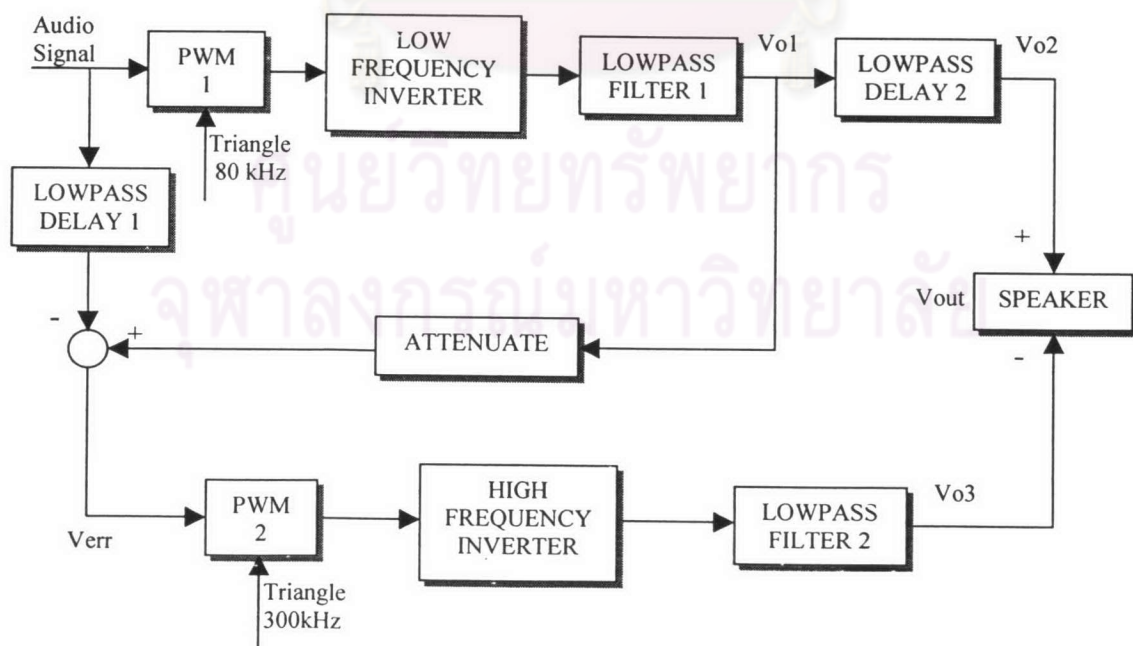 Audio
Signal
PWM
1
LOW
FREQUENCY
INVERTER
LOWPASS
FILTER 1
Vo1
LOWPASS
DELAY 2
Vo2
Triangle
80 kHz
LOWPASS
DELAY 1
ศูนย์วิทยทรัพยากร
จุฬาลงกรณ์มหาวิทยาลัย
+
Vout
SPEAKER
-
-
+
ATTENUATE
Verr
PWM
2
HIGH
FREQUENCY
INVERTER
LOWPASS
FILTER 2
Vo3
Triangle
300kHz